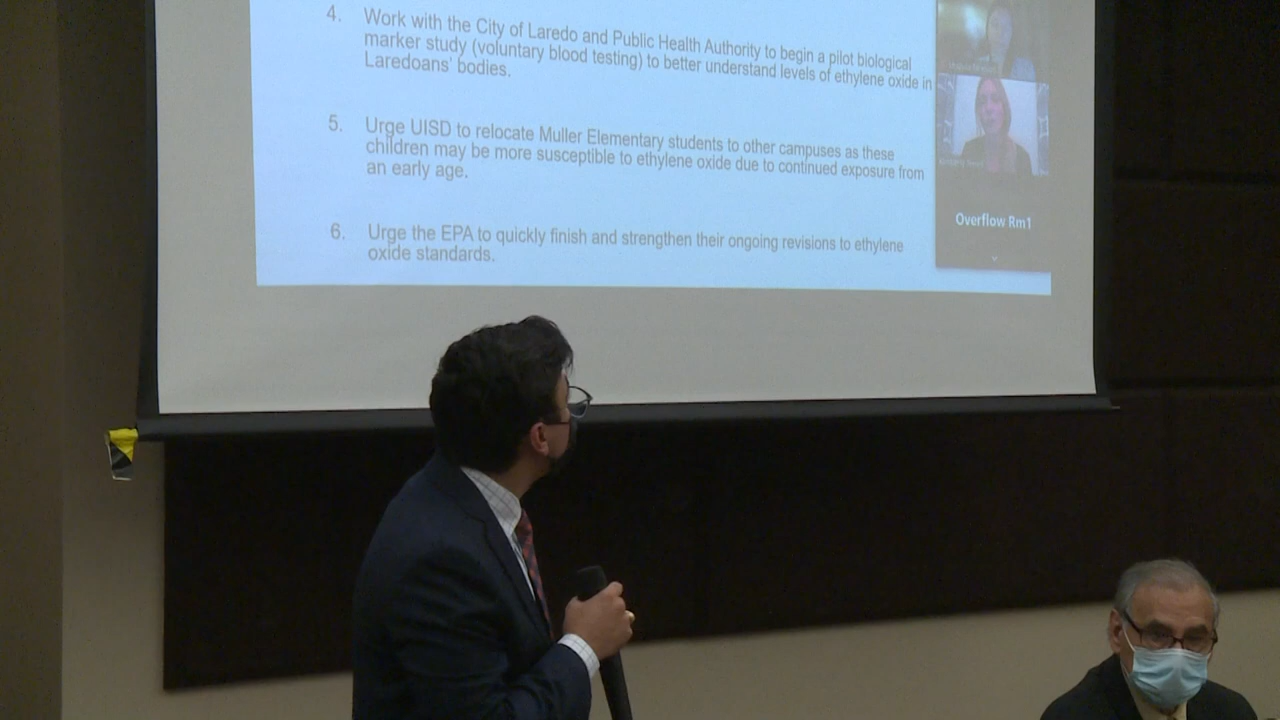 4. Work with the City of Laredo and Public Health Authority to begin a pilot biological
marker study (voluntary blood testing) to better understand levels of ethylene oxide in
Laredoans' bodies.
5. Urge UISD to relocate Muller Elementary students to other campuses as these
children may be more susceptible to ethylene oxide due to continued exposure from
an early age.
Overflow Rm1
6. Urge the EPA to quickly finish and strengthen their ongoing revisions to ethylene
oxide standards.